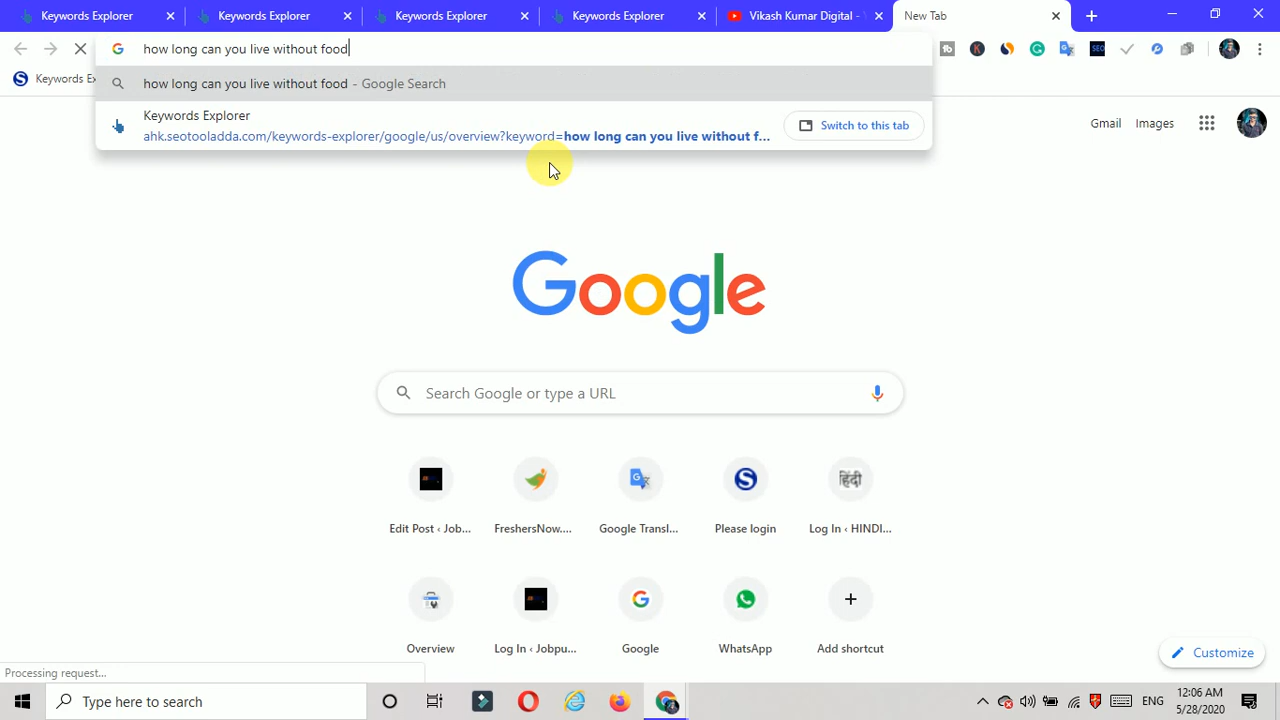 Keywords Explorer
Keywords Explorer
Keywords Explorer
Keywords Explorer
Vikash Kumar Digital -
New Tab
how long can you live without food
SEO
Keywords Ex
how long can you live without food - Google Search
Keywords Explorer
ahk.seotooladda.com/keywords-explorer/google/us/overview?keyword=how long can you live without f...
Switch to this tab
Gmail
Images
Google
Search Google or type a URL
हिंदी
Edit Post ‹ Job...
FreshersNow....
Google Transl...
Please login
Log In ‹ HINDI...
Overview
Log In ‹ Jobpu...
Google
WhatsApp
Add shortcut
Customize
Processing request...
Type here to search
ENG
12:06 AM
5/28/2020